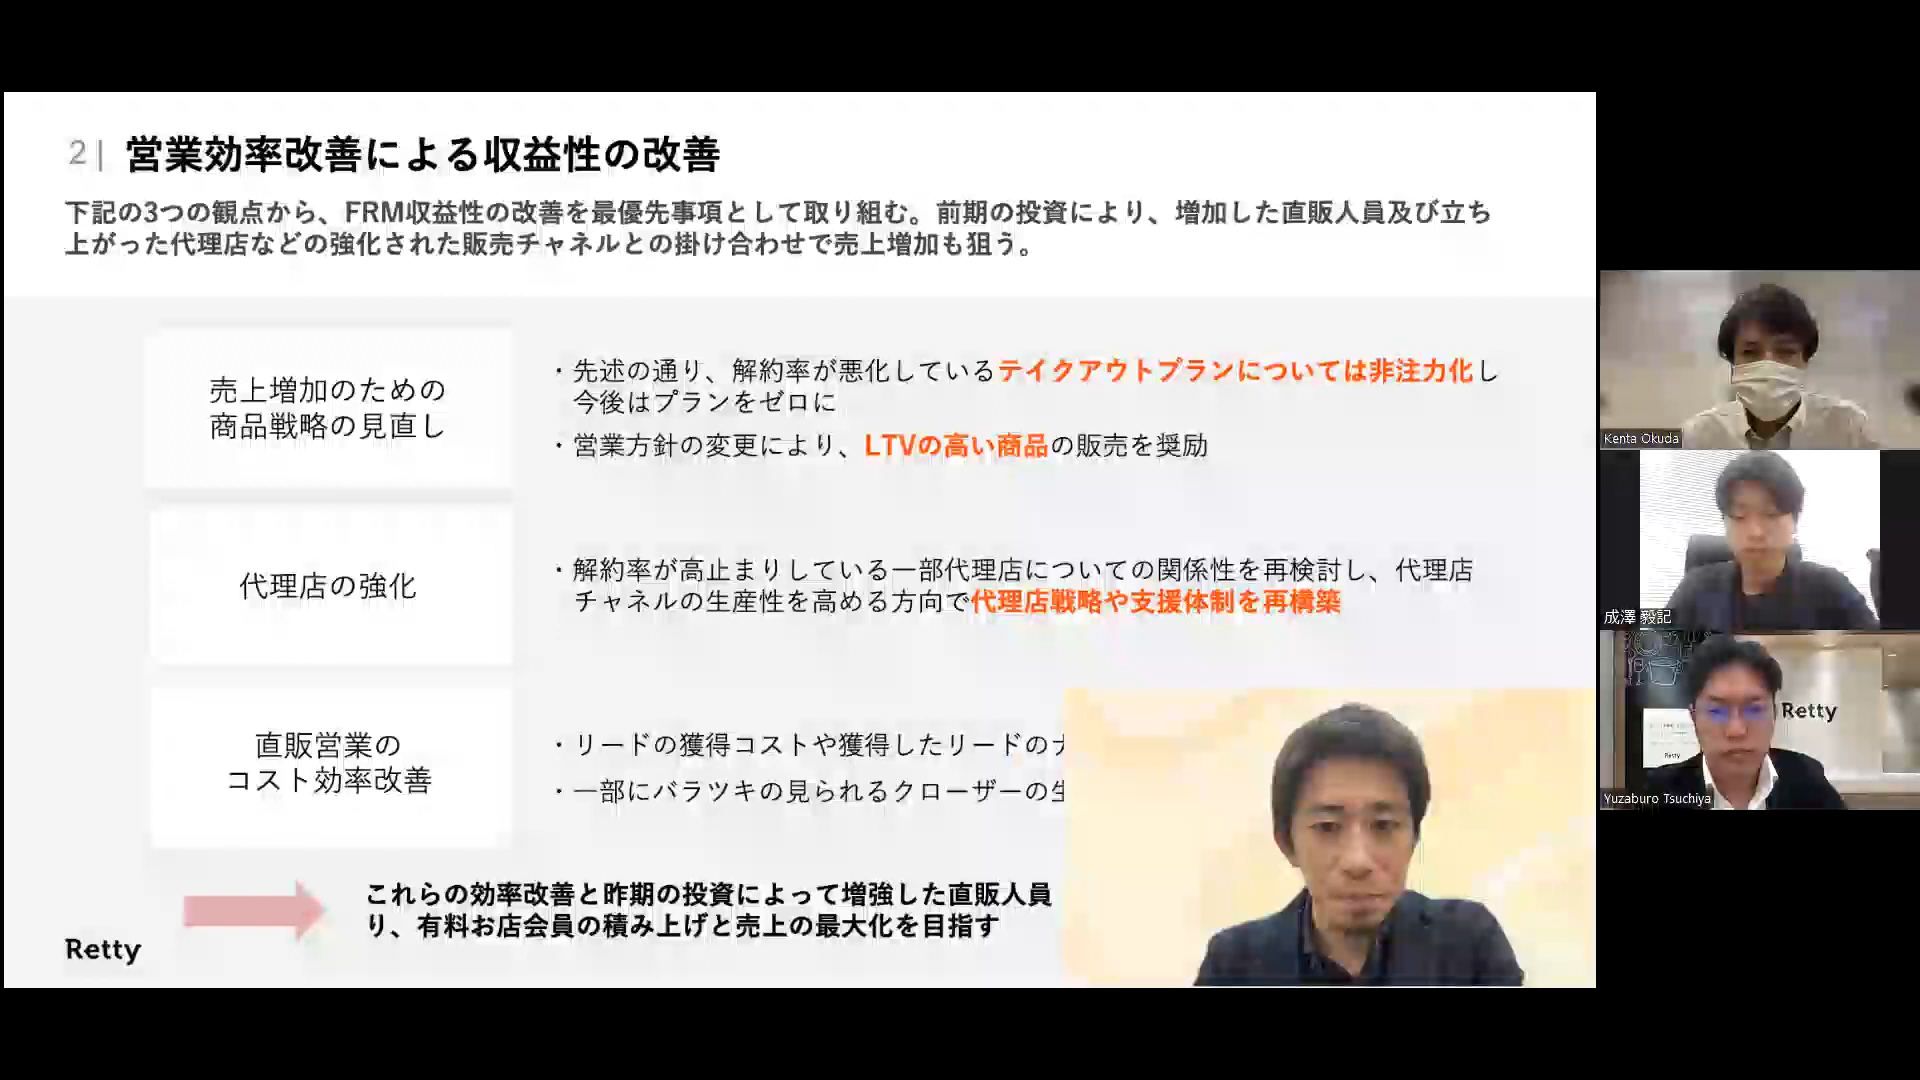 2| 営業効率改善による収益性の改善
下記の3つの観点から、FRM収益性の改善を最優先事項として取り組む。前期の投資により、増加した直販人員及び立ち
上がった代理店などの強化された販売チャネルとの掛け合わせで売上増加も狙う。
売上増加のための
商品戦略の見直し
・先述の通り、解約率が悪化しているテイクアウトプランについては非注力化し
今後はプランをゼロに
・営業方針の変更により、LTVの高い商品の販売を奨励
代理店の強化
・解約率が高止まりしている一部代理店についての関係性を再検討し、代理店
チャネルの生産性を高める方向で代理店戦略や支援体制を再構築
直販営業の
コスト効率改善
・リードの獲得コストや獲得したリードの
・一部にバラツキの見られるクローザーの生
これらの効率改善と昨期の投資によって増強した直販人員
り、有料お店会員の積み上げと売上の最大化を目指す
Retty
Kenta Okuda
成澤 毅記
Retty
Retty
Yuzaburo Tsuchiya